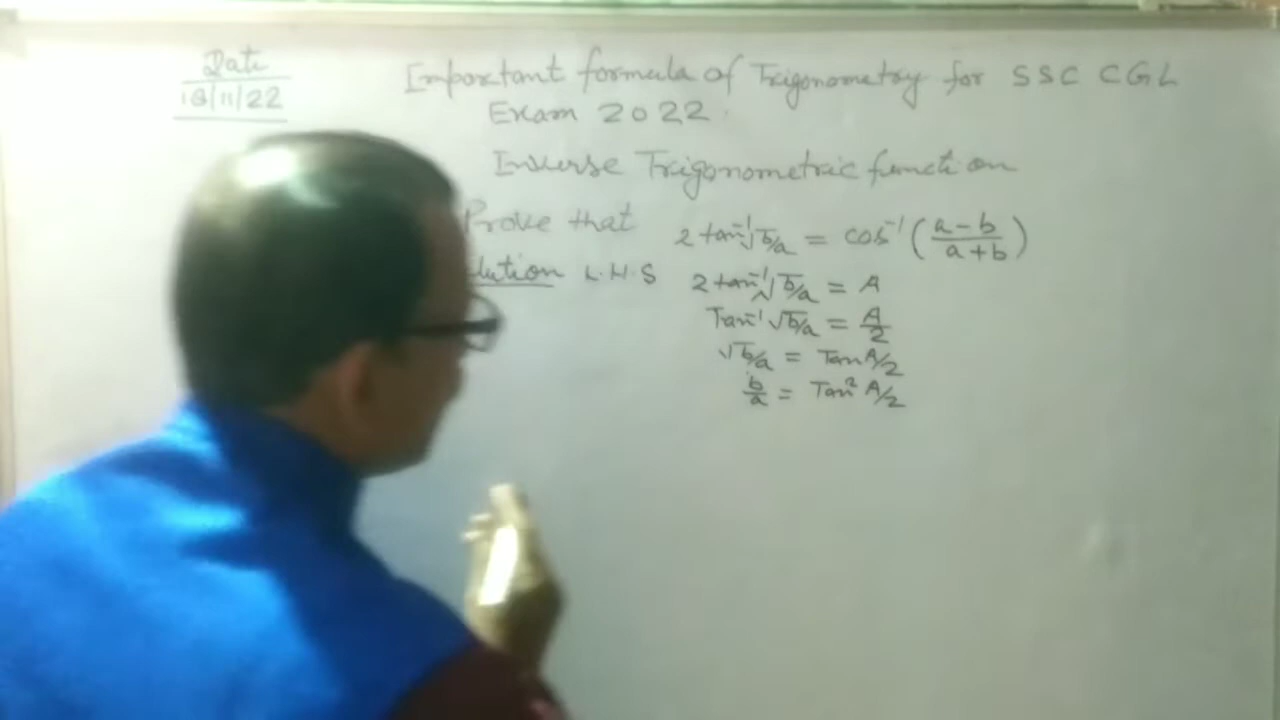 Date
18/11/22
Important formula of Trigonometry for SSC CGL
Exam 2022
Inverse Trigonometric function
Prove that 2 tan⁻¹√b/a = cos⁻¹ (a-b/a+b)
lution L.H.S 2 tan⁻¹√b/a = A
Tan⁻¹ √b/a = A/2
√b/a = Tan A/2
b/a = Tan² A/2